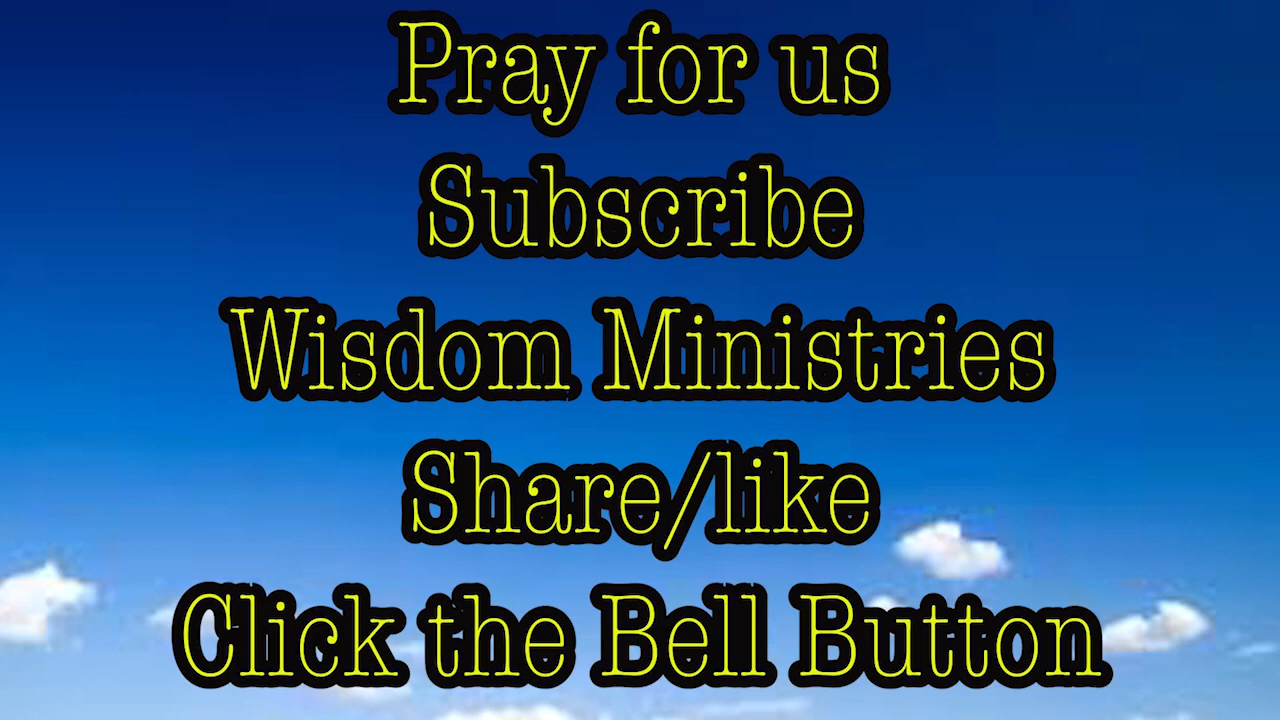 Pray for us
Subscribe
Wisdom Ministries
Share/like
Click the Bell Button